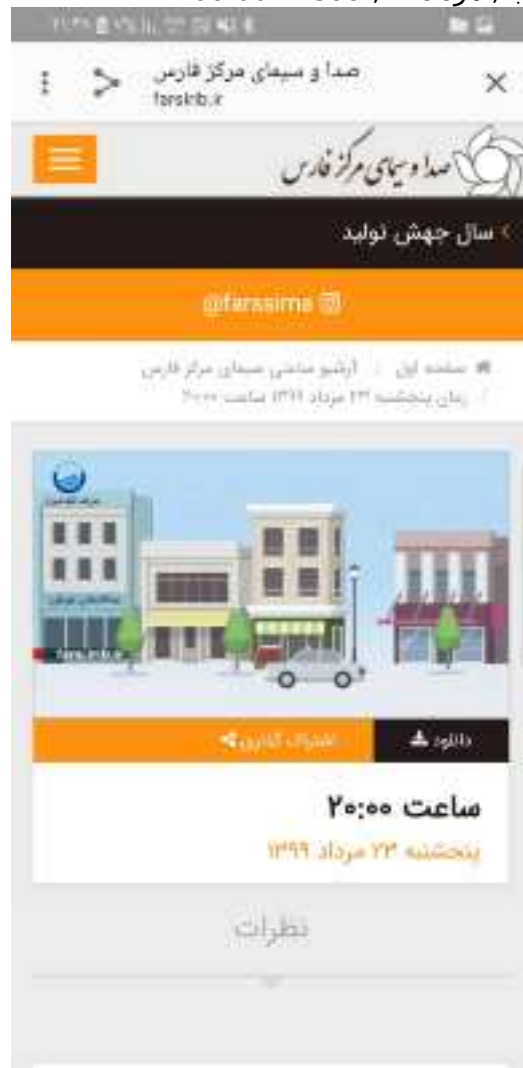 صدا و سیمای مرکز فارس
farsirib.ir
صدا و سیمای مرکز فارس
سال جهش تولید
@farssima
صفحه اول / آرشیو ساعتی سیمای مرکز فارس
/ زمان پنجشنبه ۲۳ مرداد ۱۳۹۹ ساعت ۲۰:۰۰
دانلود
اشتراک گذاری
ساعت ۲۰:۰۰
پنجشنبه ۲۳ مرداد ۱۳۹۹
نظرات